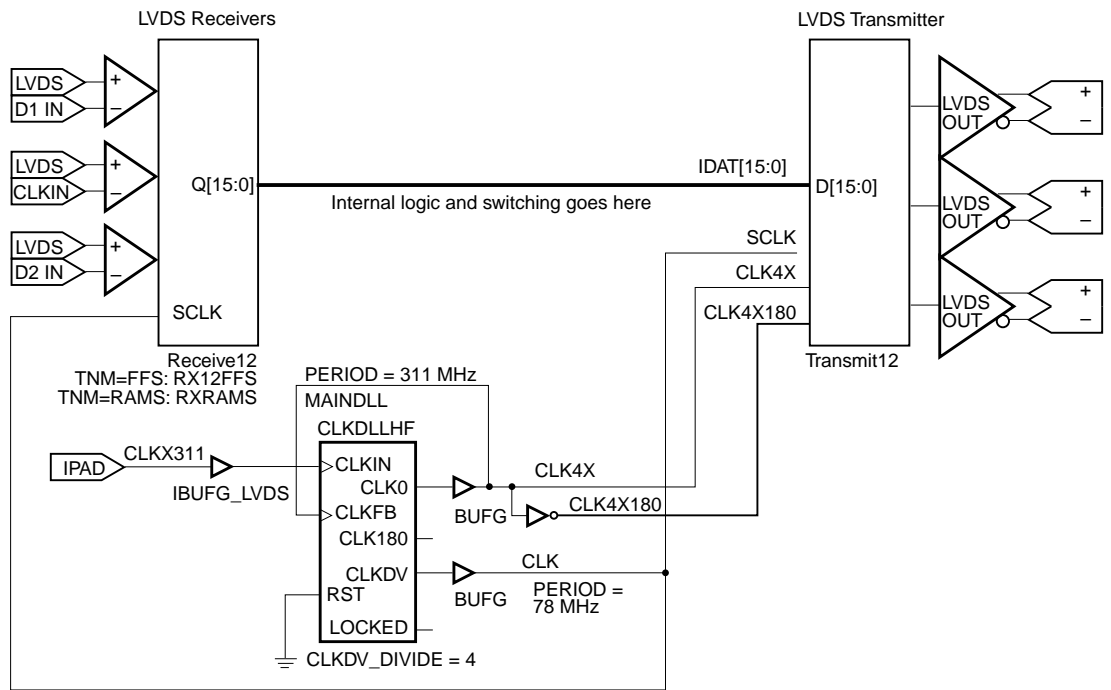 LVDS Receivers
LVDS Transmitter
LVDS
D1 IN
+
−
LVDS
CLKIN
+
−
LVDS
D2 IN
+
−
Q[15:0]
SCLK
Receive12
TNM=FFS: RX12FFS
TNM=RAMS: RXRAMS
Internal logic and switching goes here
IDAT[15:0]
D[15:0]
SCLK
CLK4X
CLK4X180
Transmit12
LVDS
OUT
+
−
LVDS
OUT
+
−
LVDS
OUT
+
−
PERIOD = 311 MHz
MAINDLL
CLKDLLHF
IPAD
CLKX311
IBUFG_LVDS
CLKIN
CLK0
CLKFB
CLK180
CLKDV
RST
LOCKED
CLKDV_DIVIDE = 4
BUFG
CLK4X
CLK4X180
BUFG
CLK
PERIOD =
78 MHz